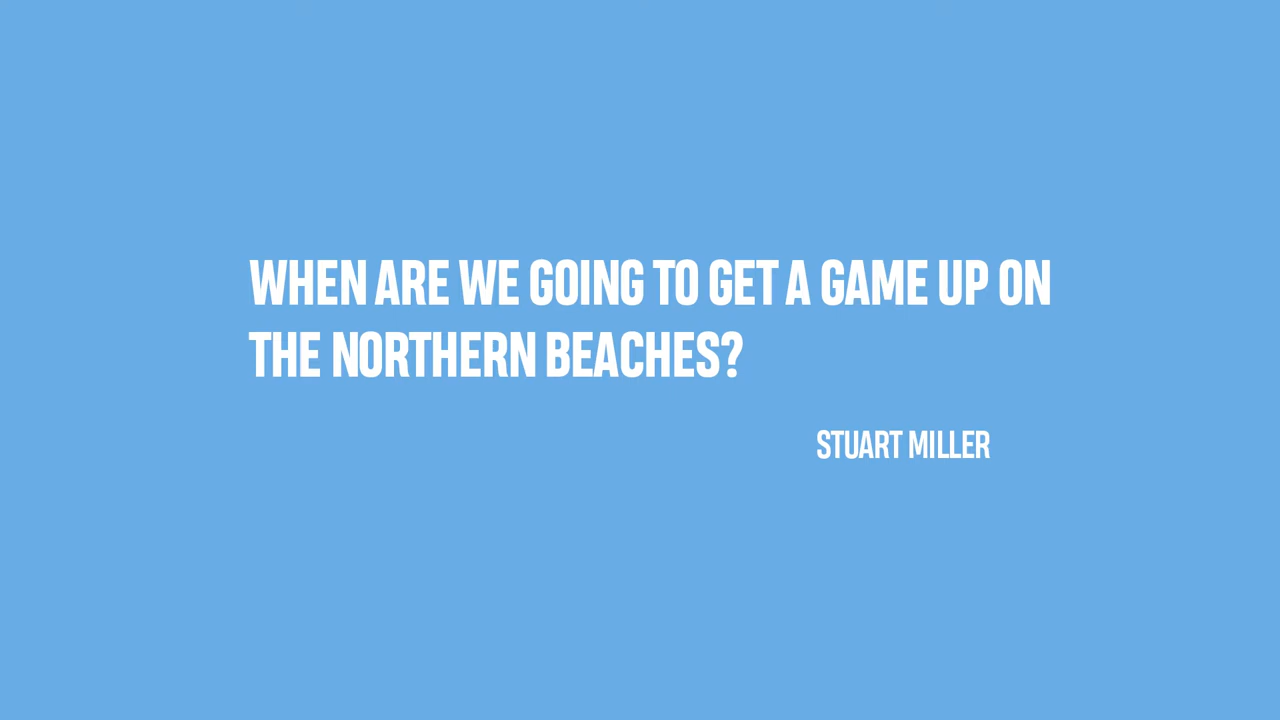 WHEN ARE WE GOING TO GET A GAME UP ON
THE NORTHERN BEACHES?
STUART MILLER